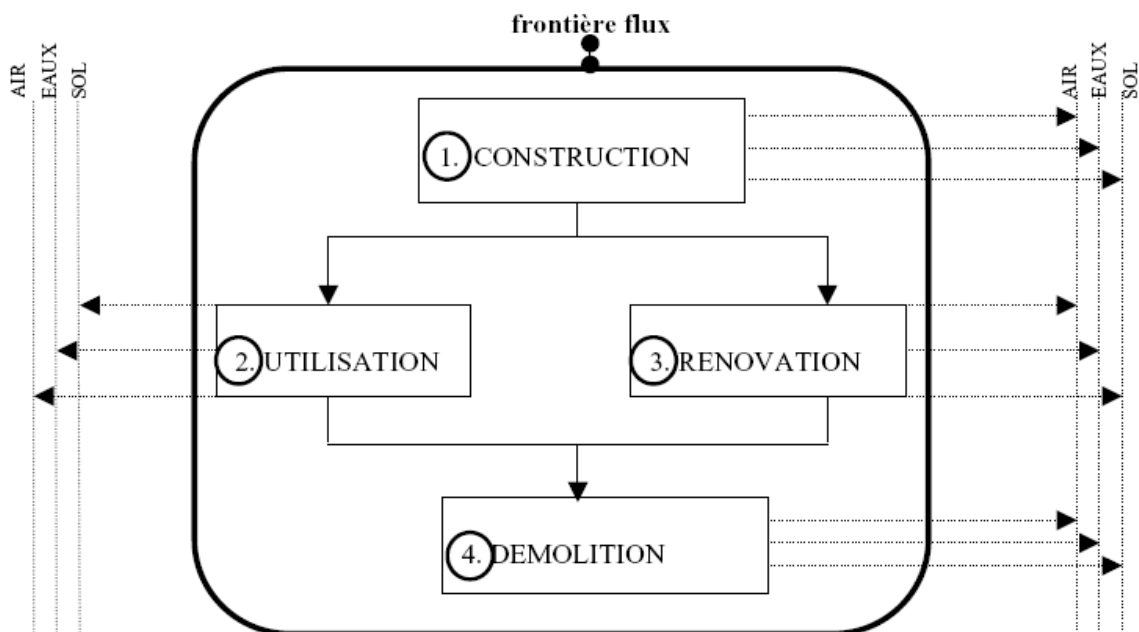 frontière flux
AIR
EAUX
SOL
AIR
EAUX
SOL
1. CONSTRUCTION
2. UTILISATION
3. RENOVATION
4. DEMOLITION